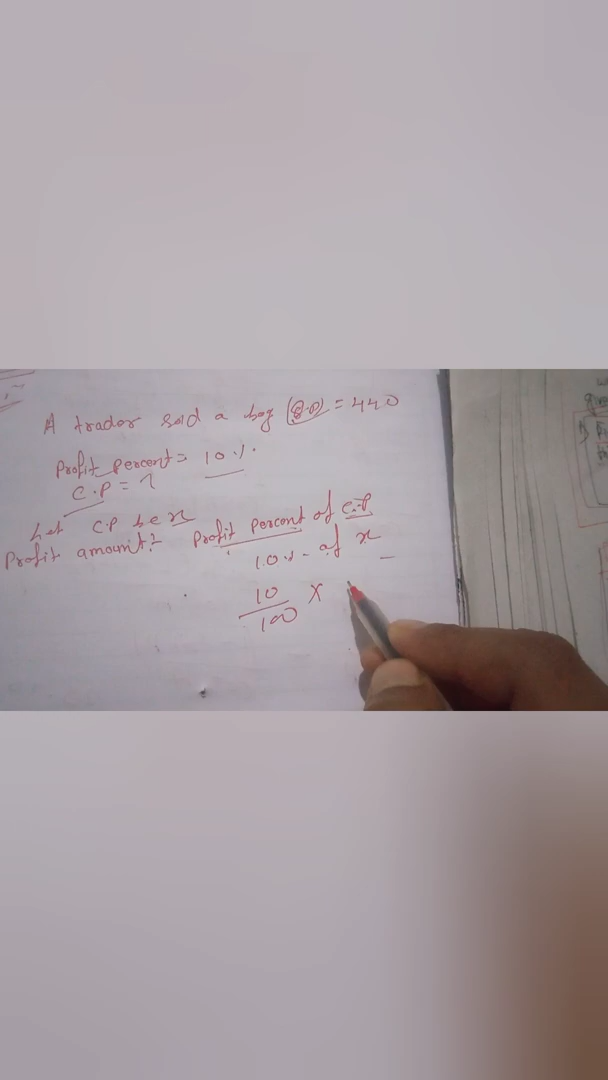 A trader sold a bag (S.P) = 440
Profit percent = 10%.
C.P = ?
Let C.P be x
Profit amount? Profit Percent of C.P
10% of x
10
100 X